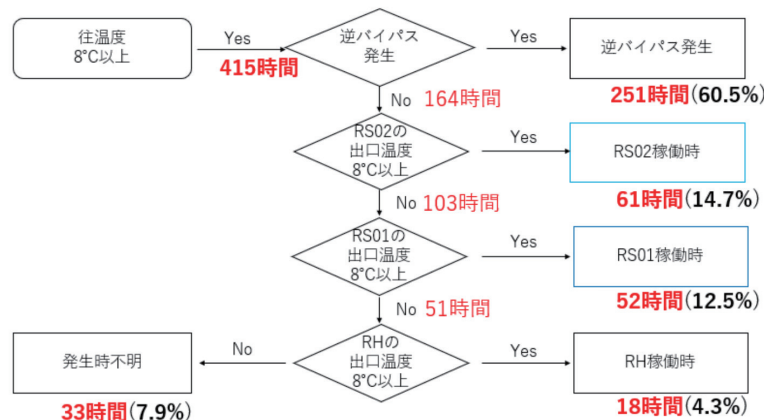 往温度
8°C以上
Yes
415時間
逆バイパス
発生
Yes
逆バイパス発生
251時間(60.5%)
No 164時間
RS02の
出口温度
8°C以上
Yes
RS02稼働時
61時間(14.7%)
No 103時間
RS01の
出口温度
8°C以上
Yes
RS01稼働時
52時間(12.5%)
No 51時間
RHの
出口温度
8°C以上
No
発生時不明
33時間(7.9%)
Yes
RH稼働時
18時間(4.3%)